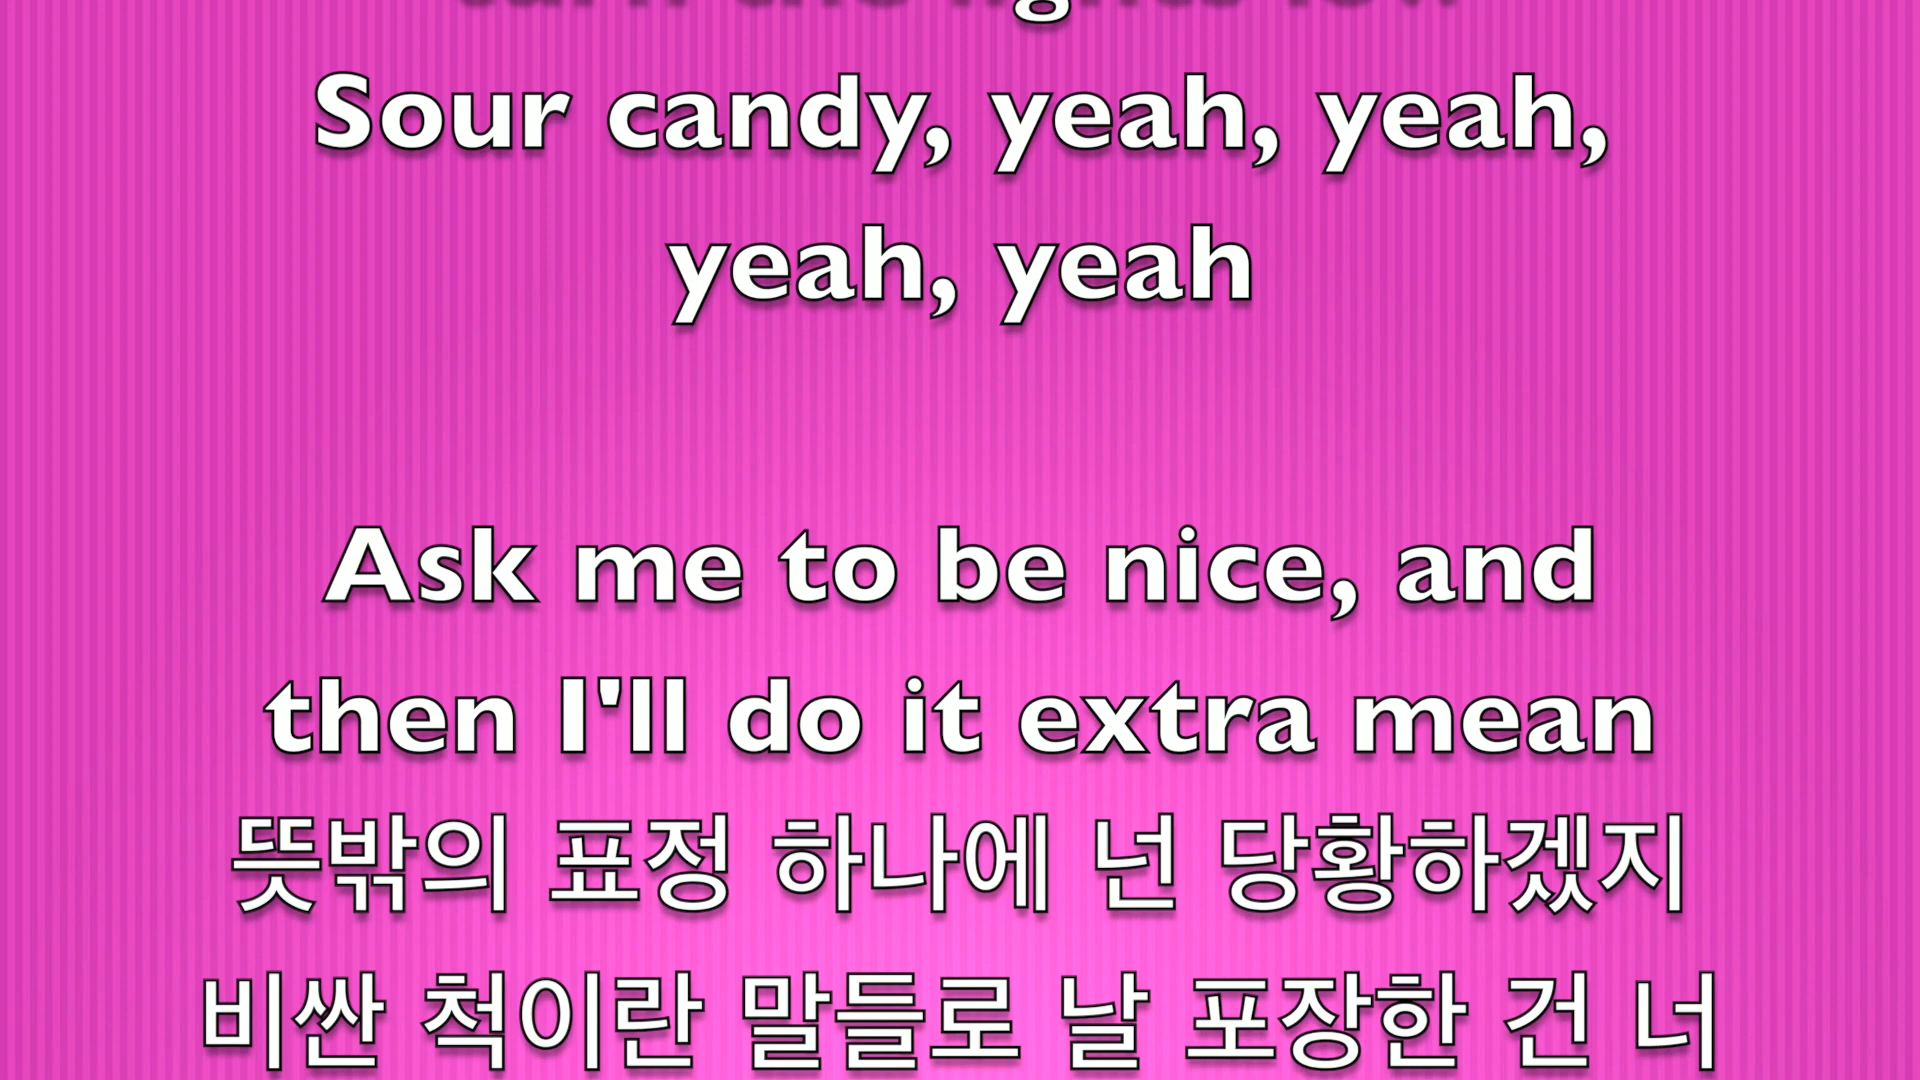 Sour candy, yeah, yeah,
yeah, yeah
Ask me to be nice, and
then I'll do it extra mean
뜻밖의 표정 하나에 넌 당황하겠지
비싼 척이란 말들로 날 포장한 건 너